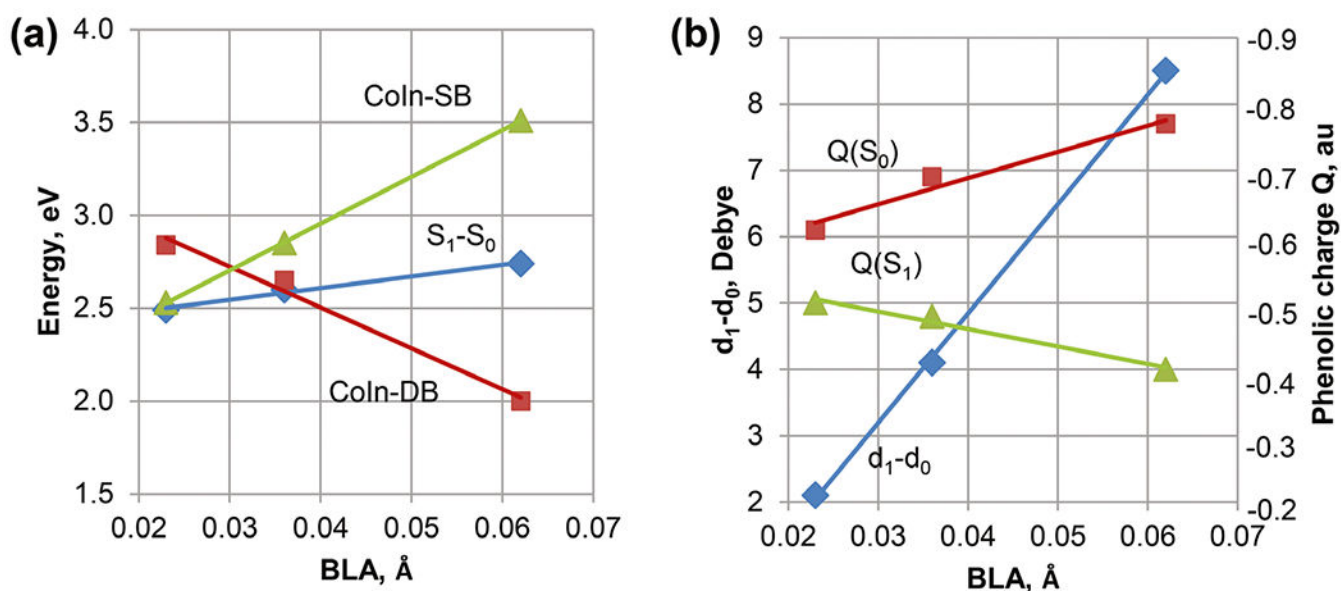 (a)
4.0
3.5
3.0
2.5
2.0
1.5
Energy, eV
CoIn-SB
S₁-S₀
CoIn-DB
0.02 0.03 0.04 0.05 0.06 0.07
BLA, Å
(b)
9
8
7
6
5
4
3
2
d₁-d₀, Debye
Q(S₀)
Q(S₁)
d₁-d₀
-0.9
-0.8
-0.7
-0.6
-0.5
-0.4
-0.3
-0.2
Phenolic charge Q, au
0.02 0.03 0.04 0.05 0.06 0.07
BLA, Å